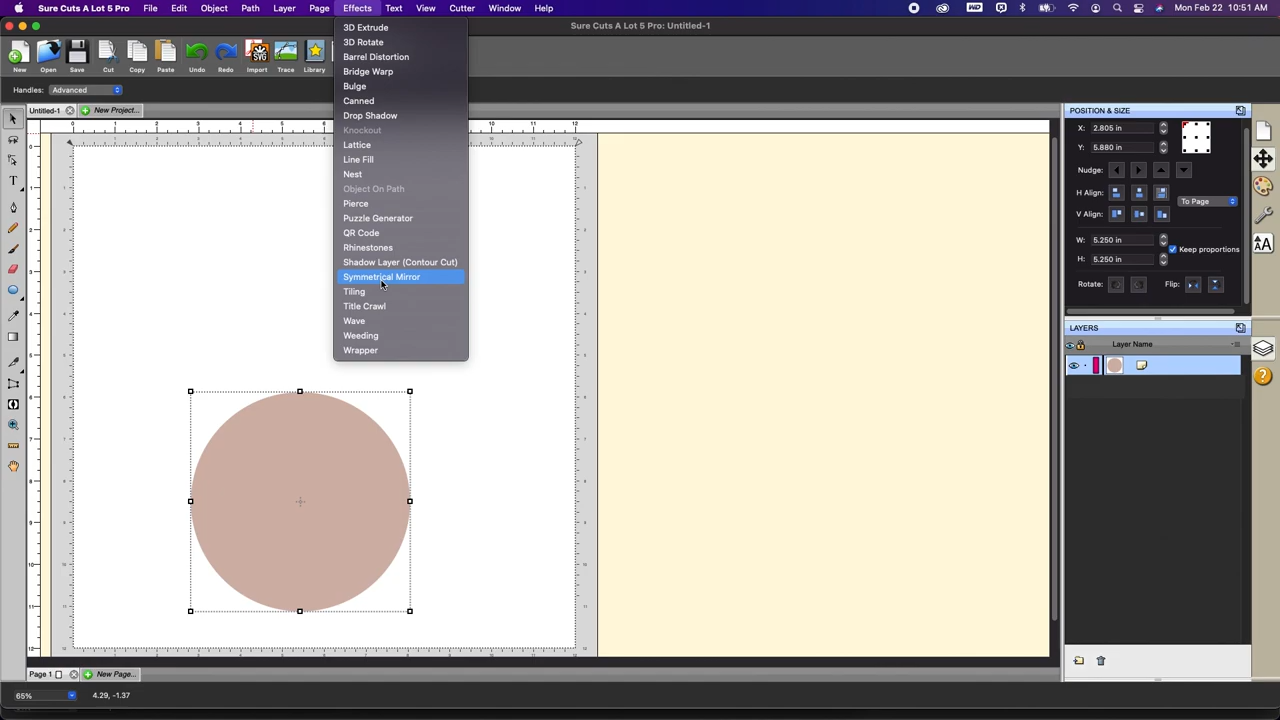 Sure Cuts A Lot 5 Pro File Edit Object Path Layer Page Effects Text View Cutter Window Help Mon Feb 22 10:51 AM
Sure Cuts A Lot 5 Pro: Untitled-1
New Open Save Cut Copy Paste Undo Redo Import Trace Library
Handles: Advanced
Untitled-1 New Project...
3D Extrude
3D Rotate
Barrel Distortion
Bridge Warp
Bulge
Canned
Drop Shadow
Knockout
Lattice
Line Fill
Nest
Object On Path
Pierce
Puzzle Generator
QR Code
Rhinestones
Shadow Layer (Contour Cut)
Symmetrical Mirror
Tiling
Title Crawl
Wave
Weeding
Wrapper
POSITION & SIZE
X: 2.805 in
Y: 5.880 in
Nudge:
H Align:
To Page
V Align:
W: 5.250 in
Keep proportions
H: 5.250 in
Rotate: Flip:
LAYERS
Layer Name
Page 1 New Page...
65% 4.29, -1.37